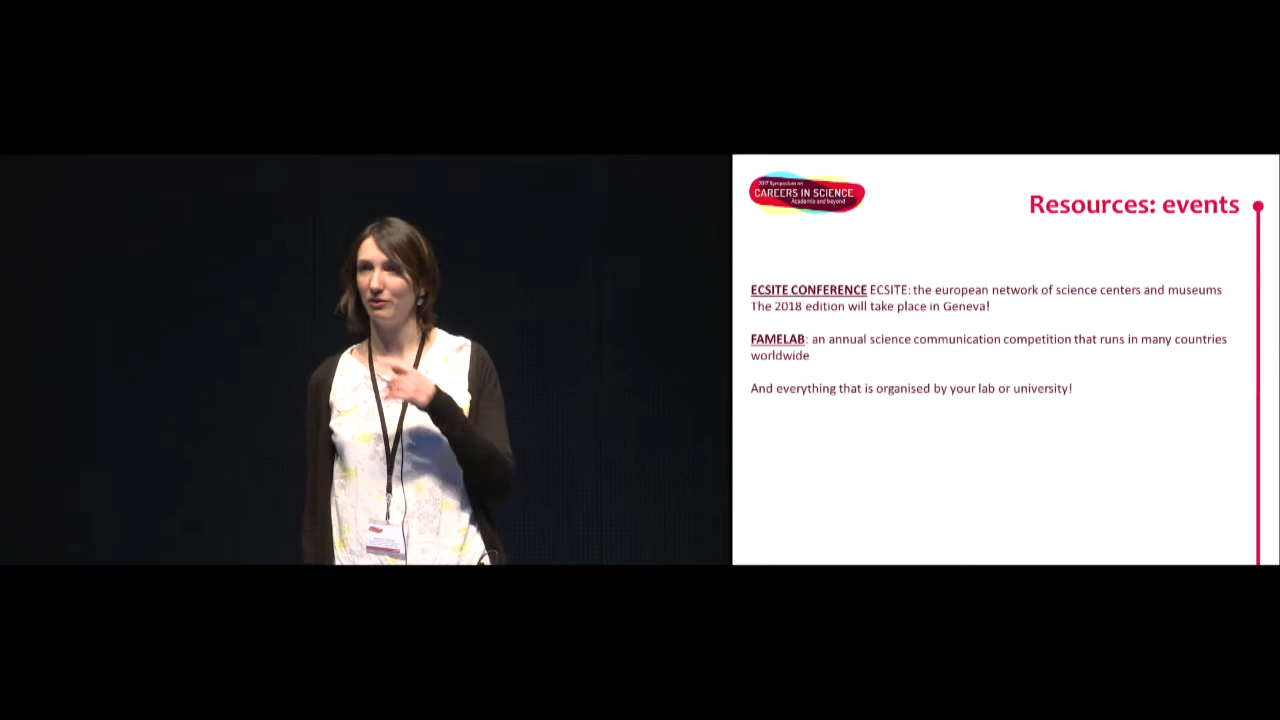 2017 Symposium on
CAREERS IN SCIENCE
Academia and beyond
Resources: events
ECSITE CONFERENCE ECSITE: the european network of science centers and museums
The 2018 edition will take place in Geneva!
FAMELAB: an annual science communication competition that runs in many countries
worldwide
And everything that is organised by your lab or university!